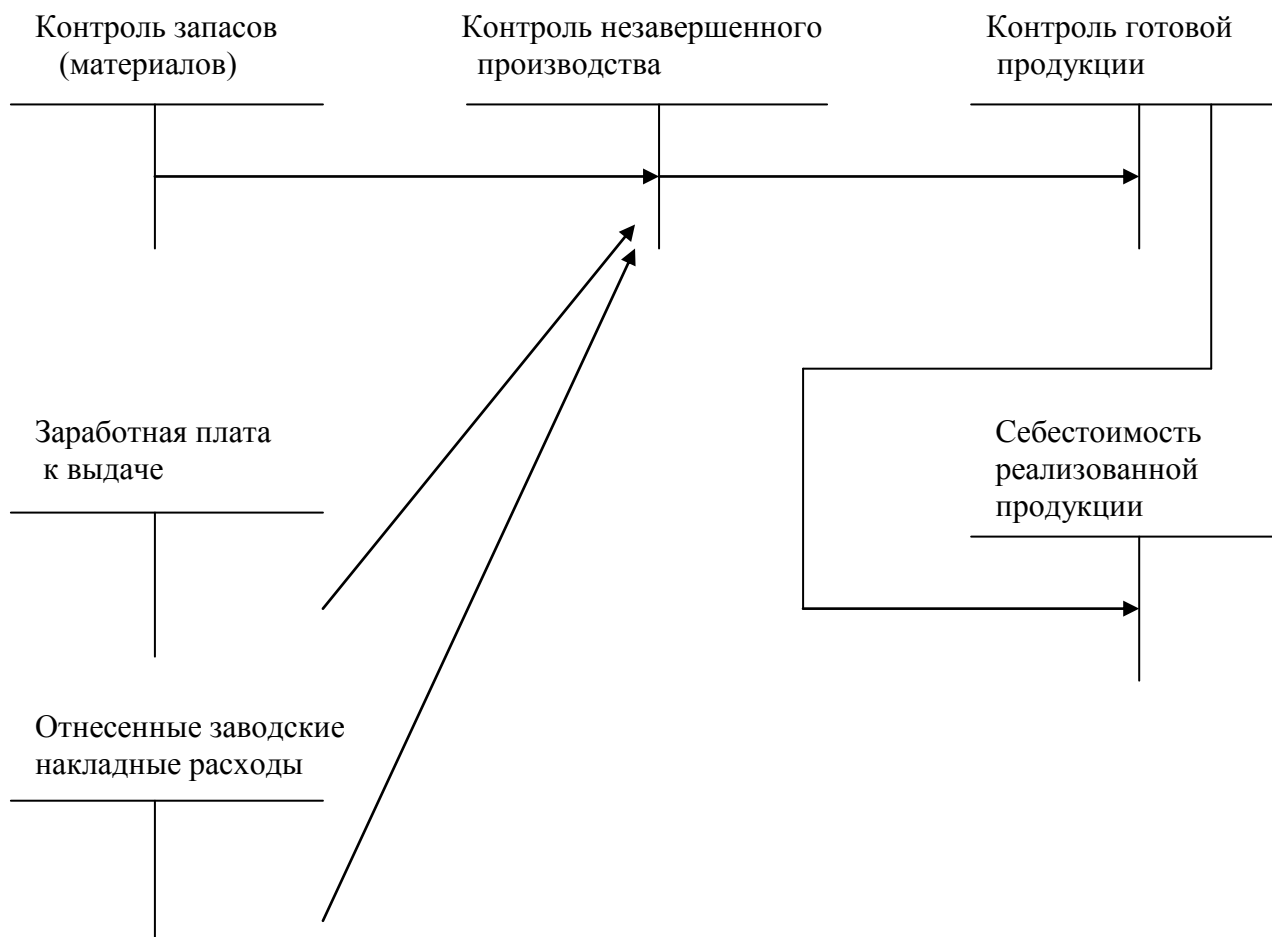 Контроль запасов
(материалов)
Контроль незавершенного
производства
Контроль готовой
продукции
Заработная плата
к выдаче
Себестоимость
реализованной
продукции
Отнесенные заводские
накладные расходы